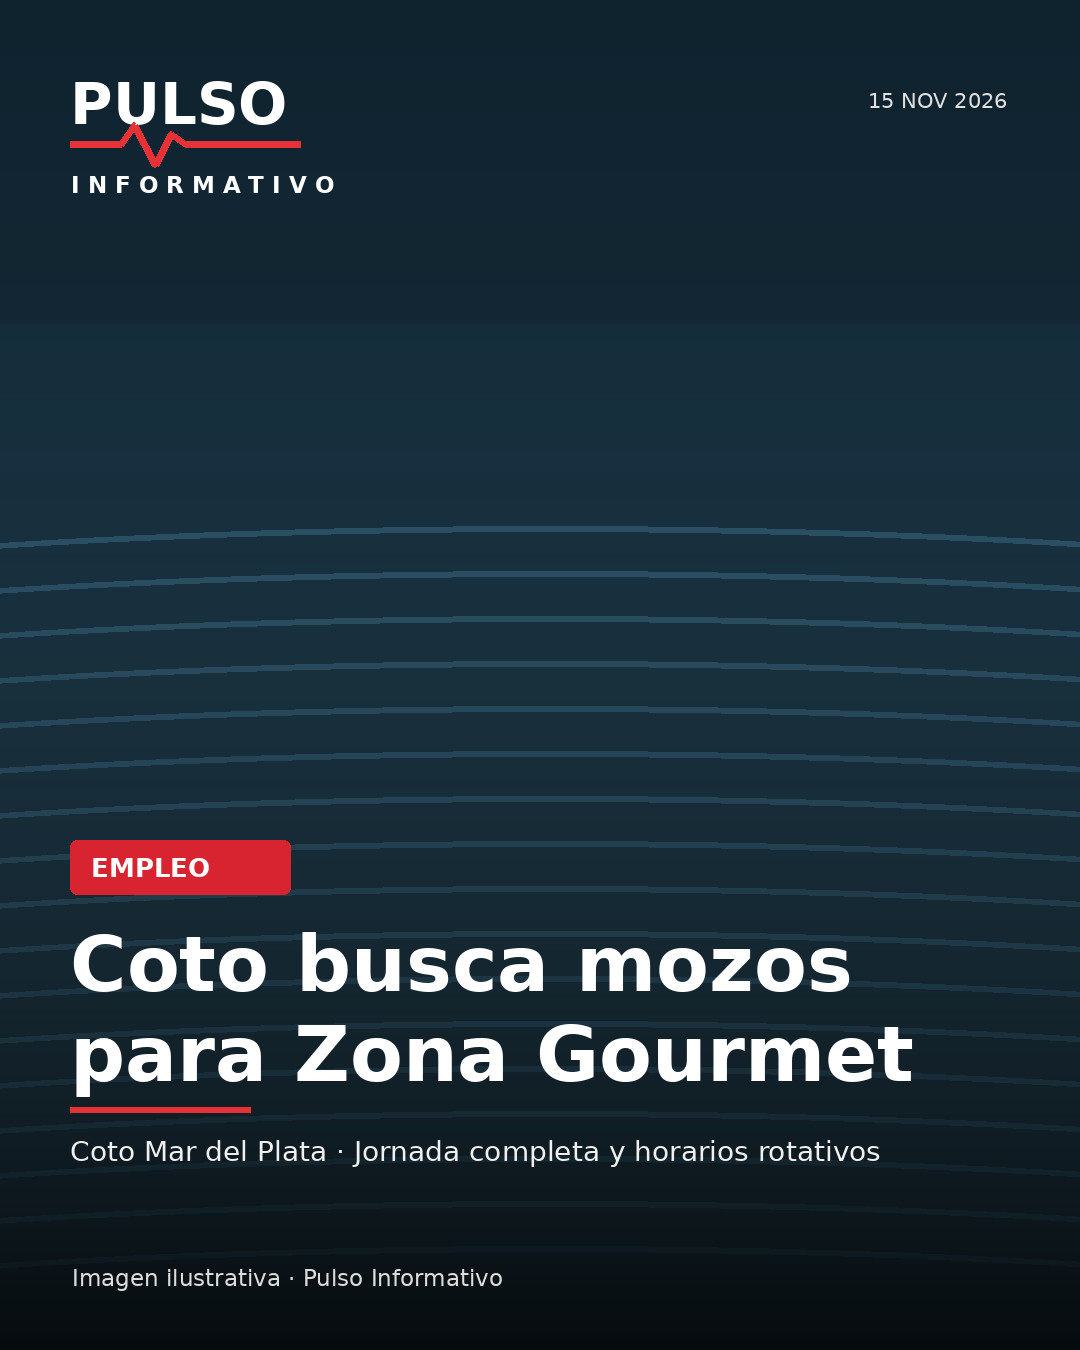 PULSO
INFORMATIVO
15 NOV 2026
EMPLEO
Coto busca mozos
para Zona Gourmet
Coto Mar del Plata · Jornada completa y horarios rotativos
Imagen ilustrativa · Pulso Informativo